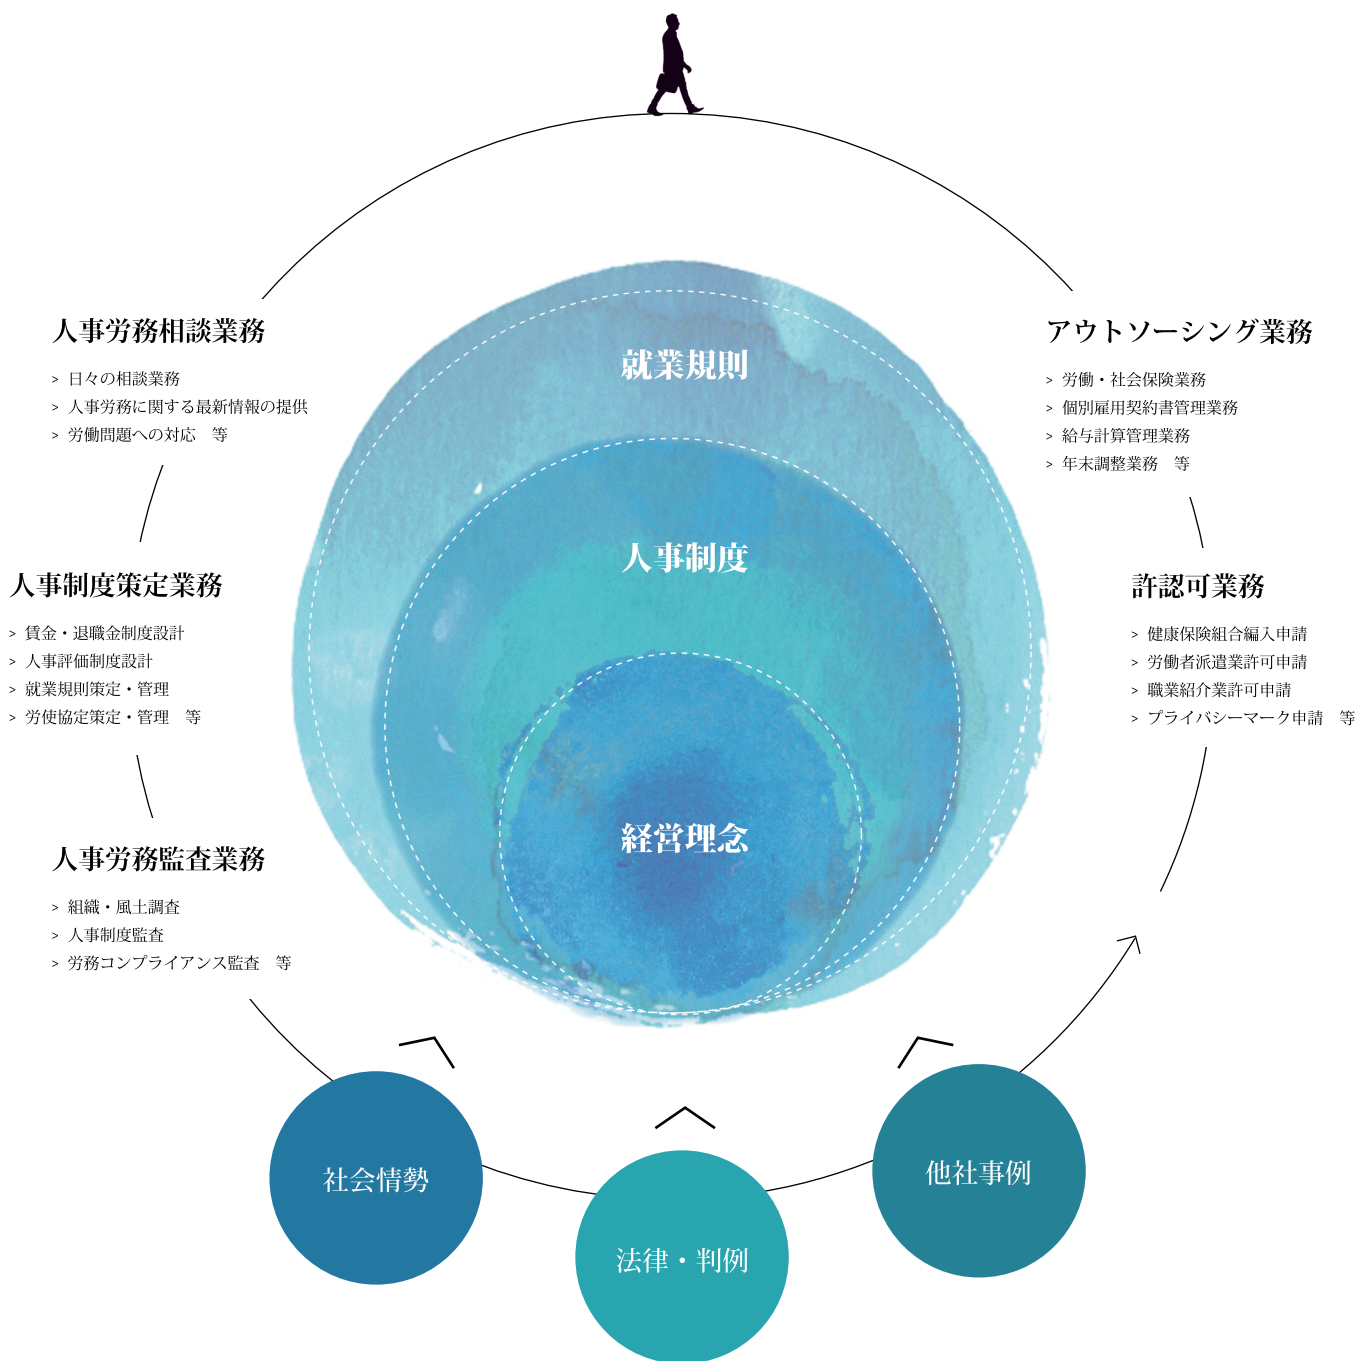 人事労務相談業務
> 日々の相談業務
> 人事労務に関する最新情報の提供
> 労働問題への対応　等
人事制度策定業務
> 賃金・退職金制度設計
> 人事評価制度設計
> 就業規則策定・管理
> 労使協定策定・管理　等
人事労務監査業務
> 組織・風土調査
> 人事制度監査
> 労務コンプライアンス監査　等
就業規則
人事制度
経営理念
アウトソーシング業務
> 労働・社会保険業務
> 個別雇用契約書管理業務
> 給与計算管理業務
> 年末調整業務　等
許認可業務
> 健康保険組合編入申請
> 労働者派遣業許可申請
> 職業紹介業許可申請
> プライバシーマーク申請　等
社会情勢
法律・判例
他社事例